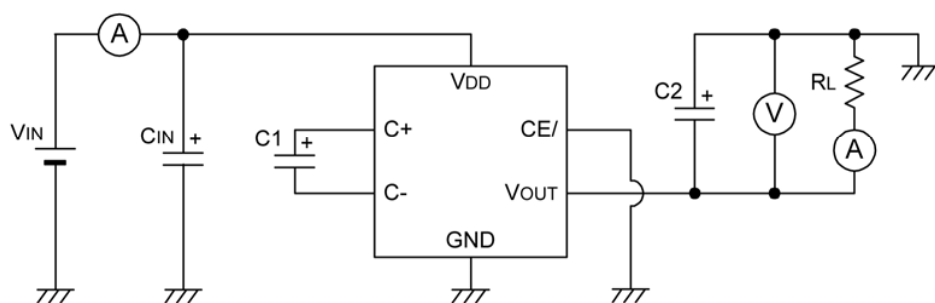 A
VIN
CIN
+
C1
+
VDD
C+
C-
CE/
VOUT
GND
C2
+
V
RL
A